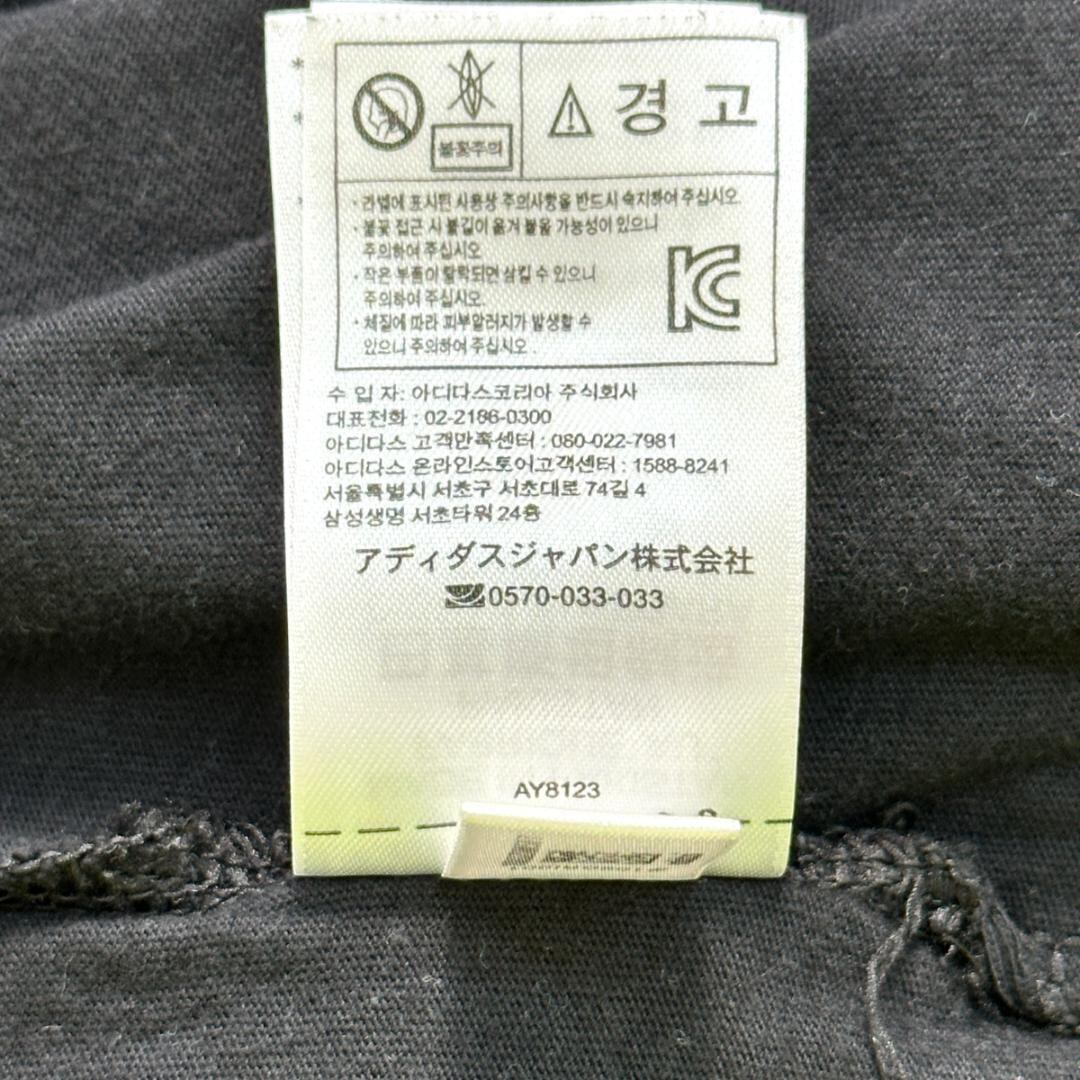 불꽃주의
경 고
· 라벨에 표시된 사용상 주의사항을 반드시 숙지하여 주십시오.
· 불꽃 접근 시 불길이 옮겨 붙을 가능성이 있으니
주의하여 주십시오
· 작은 부품이 탈락되면 삼킬 수 있으니
주의하여 주십시오.
· 체질에 따라 피부알러지가 발생할 수
있으니 주의하여 주십시오.
KC
수 입 자: 아디다스코리아 주식회사
대표전화 : 02-2186-0300
아디다스 고객만족센터 : 080-022-7981
아디다스 온라인스토어고객센터 : 1588-8241
서울특별시 서초구 서초대로 74길 4
삼성생명 서초타워 24층
アディダスジャパン株式会社
0570-033-033
AY8123